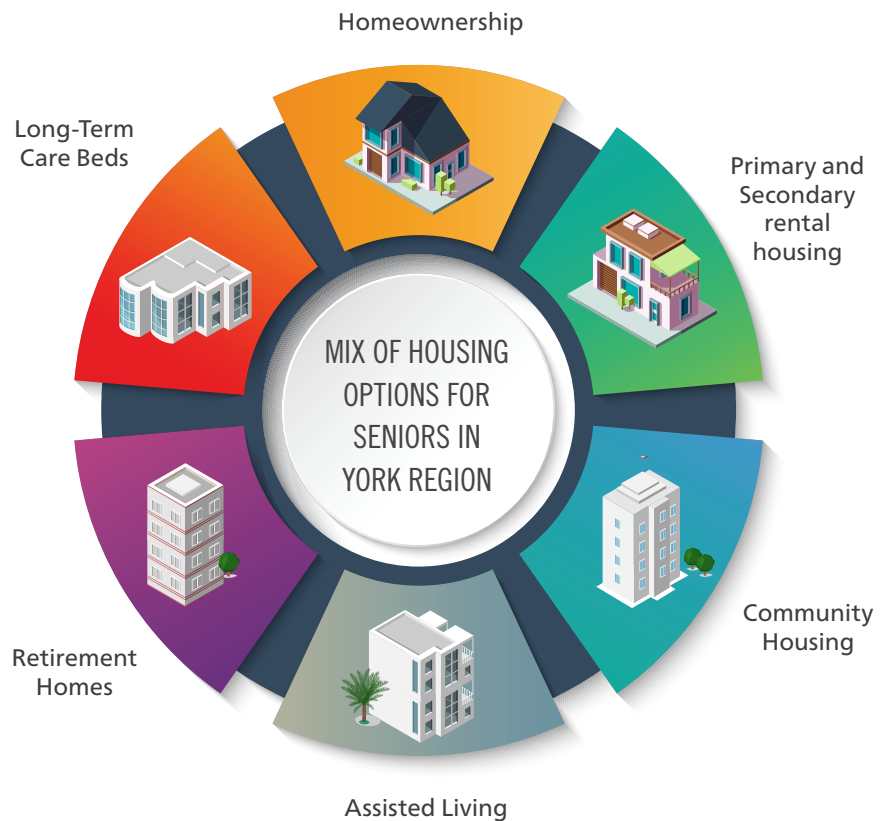 Homeownership
Long-Term
Care Beds
Primary and
Secondary
rental
housing
MIX OF HOUSING
OPTIONS FOR
SENIORS IN
YORK REGION
Community
Housing
Retirement
Homes
Assisted Living